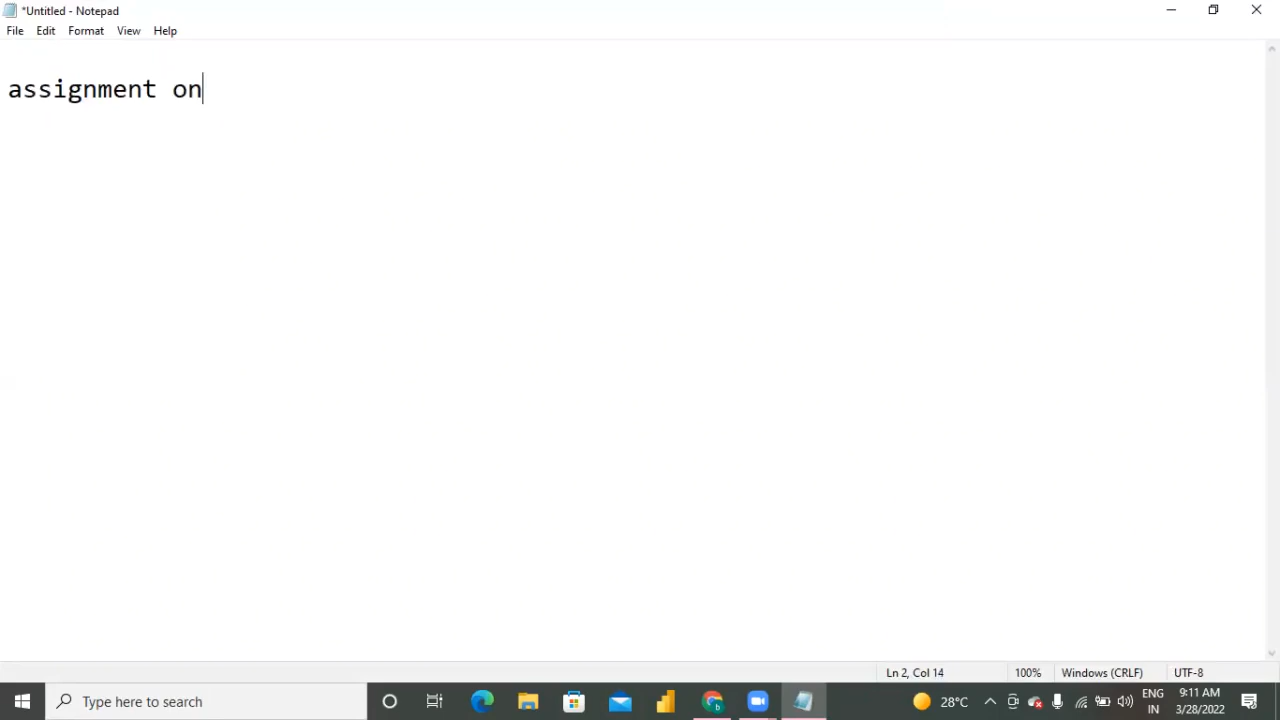 *Untitled - Notepad
File Edit Format View Help
assignment on
Ln 2, Col 14 100% Windows (CRLF) UTF-8
Type here to search
28°C
ENG
IN
9:11 AM
3/28/2022